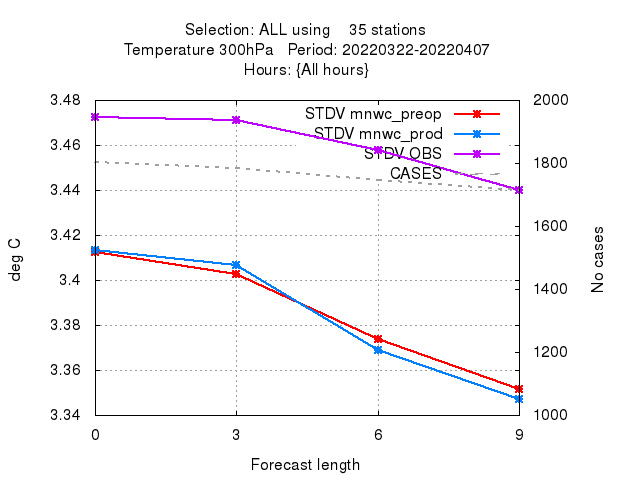 Selection: ALL using    35 stations
Temperature 300hPa   Period: 20220322-20220407
Hours: {All hours}
STDV mnwc_preop
STDV mnwc_prod
STDV OBS
CASES
3.48
3.46
3.44
3.42
3.4
3.38
3.36
3.34
deg C
2000
1800
1600
1400
1200
1000
No cases
0 3 6 9
Forecast length